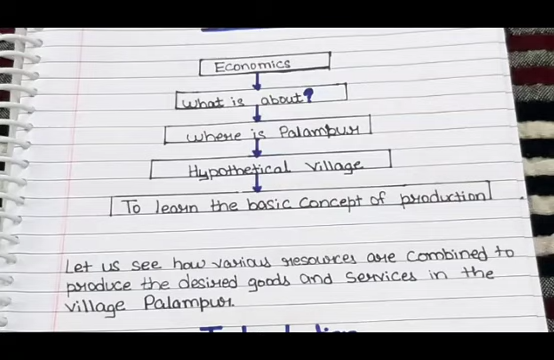 Economics
What is about?
Where is Palampur
Hypothetical Village
To learn the basic Concept of production
Let us see how various resources are Combined to
produce the desired goods and Services in the
village Palampur.